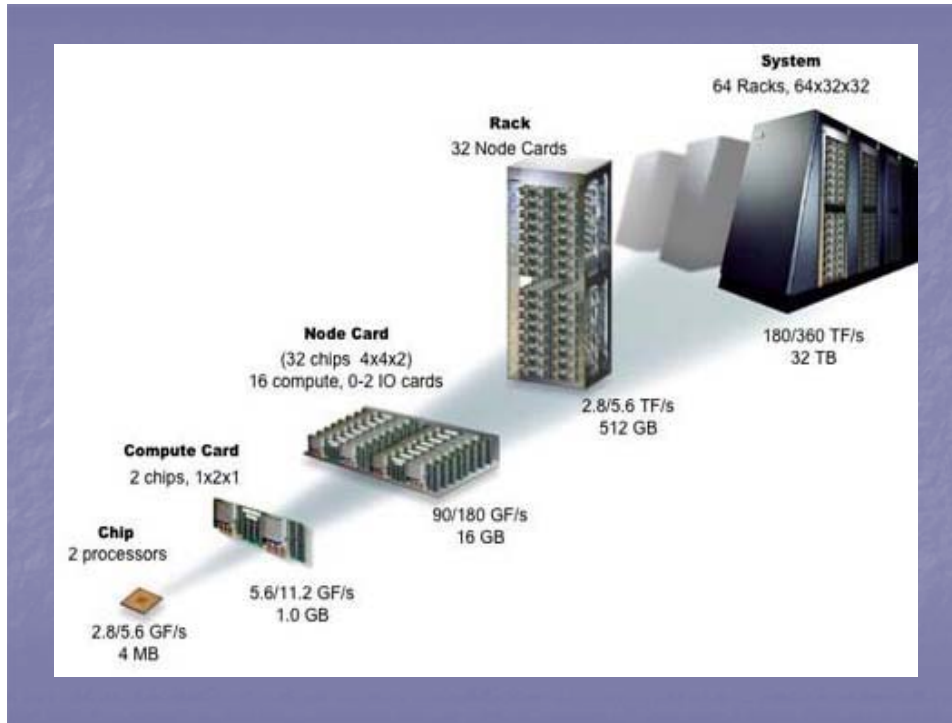 System
64 Racks, 64x32x32
Rack
32 Node Cards
180/360 TF/s
32 TB
Node Card
(32 chips 4x4x2)
16 compute, 0-2 IO cards
2.8/5.6 TF/s
512 GB
Compute Card
2 chips, 1x2x1
90/180 GF/s
16 GB
Chip
2 processors
5.6/11.2 GF/s
1.0 GB
2.8/5.6 GF/s
4 MB